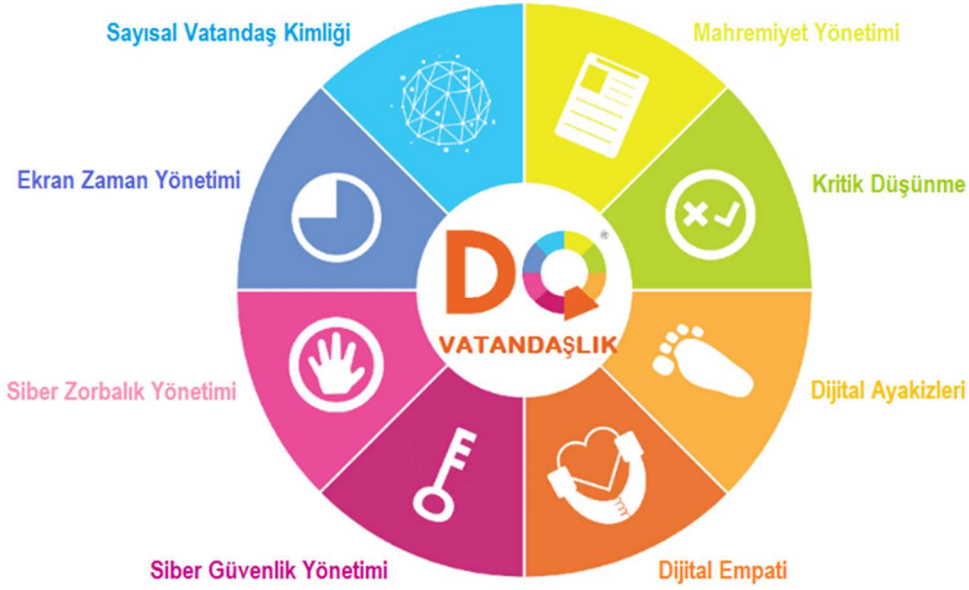 Sayısal Vatandaş Kimliği
Mahremiyet Yönetimi
Ekran Zaman Yönetimi
Kritik Düşünme
DQ®
VATANDAŞLIK
Siber Zorbalık Yönetimi
Dijital Ayakizleri
Siber Güvenlik Yönetimi
Dijital Empati